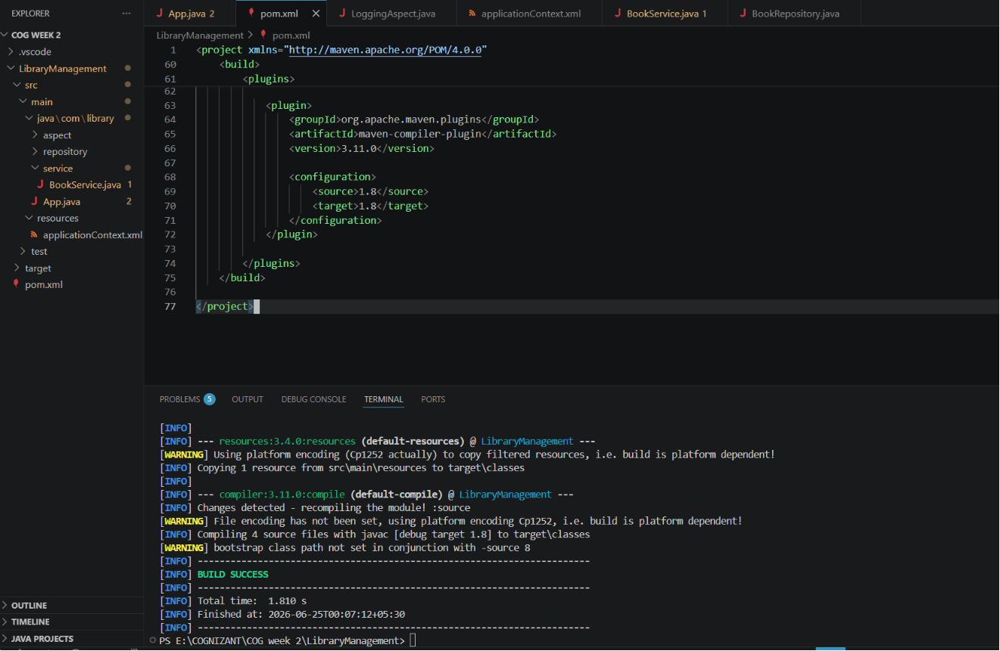 EXPLORER
COG WEEK 2
.vscode
LibraryManagement
src
main
java\com\library
aspect
repository
service
BookService.java 1
App.java 2
resources
applicationContext.xml
test
target
pom.xml
OUTLINE
TIMELINE
JAVA PROJECTS
App.java 2
pom.xml
LoggingAspect.java
applicationContext.xml
BookService.java 1
BookRepository.java
LibraryManagement > pom.xml
1 <project xmlns="http://maven.apache.org/POM/4.0.0"
60 <build>
61 <plugins>
62
63 <plugin>
64 <groupId>org.apache.maven.plugins</groupId>
65 <artifactId>maven-compiler-plugin</artifactId>
66 <version>3.11.0</version>
67
68 <configuration>
69 <source>1.8</source>
70 <target>1.8</target>
71 </configuration>
72 </plugin>
73
74 </plugins>
75 </build>
76
77 </project>
PROBLEMS 5 OUTPUT DEBUG CONSOLE TERMINAL PORTS
[INFO]
[INFO] --- resources:3.4.0:resources (default-resources) @ LibraryManagement ---
[WARNING] Using platform encoding (Cp1252 actually) to copy filtered resources, i.e. build is platform dependent!
[INFO] Copying 1 resource from src\main\resources to target\classes
[INFO]
[INFO] --- compiler:3.11.0:compile (default-compile) @ LibraryManagement ---
[INFO] Changes detected - recompiling the module! :source
[WARNING] File encoding has not been set, using platform encoding Cp1252, i.e. build is platform dependent!
[INFO] Compiling 4 source files with javac [debug target 1.8] to target\classes
[WARNING] bootstrap class path not set in conjunction with -source 8
[INFO] ------------------------------------------------------------------------
[INFO] BUILD SUCCESS
[INFO] ------------------------------------------------------------------------
[INFO] Total time:  1.810 s
[INFO] Finished at: 2026-06-25T00:07:12+05:30
[INFO] ------------------------------------------------------------------------
PS E:\COGNIZANT\COG week 2\LibraryManagement>